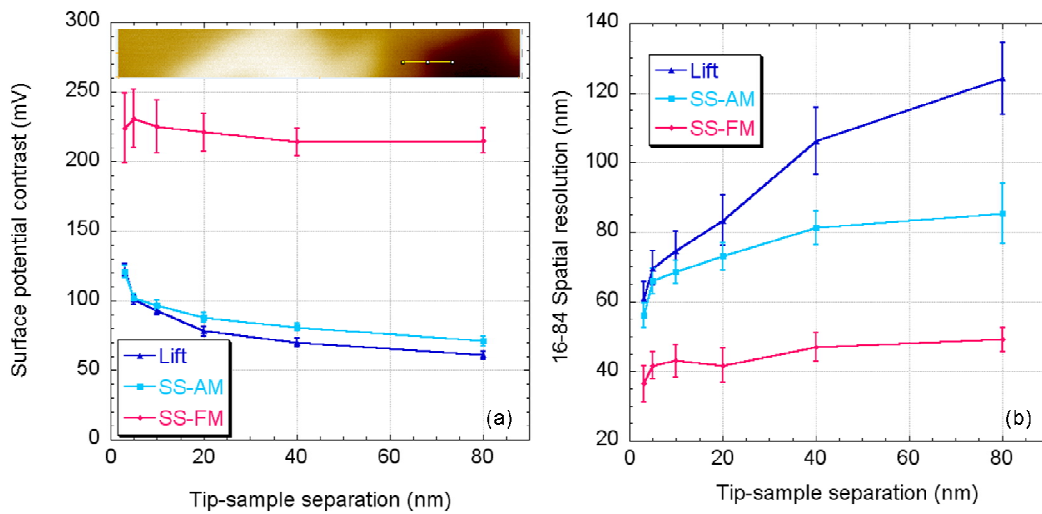 300
250
200
150
100
50
0
Surface potential contrast (mV)
Lift
SS-AM
SS-FM
(a)
0
20
40
60
80
Tip-sample separation (nm)
140
120
100
80
60
40
20
16-84 Spatial resolution (nm)
Lift
SS-AM
SS-FM
(b)
0
20
40
60
80
Tip-sample separation (nm)